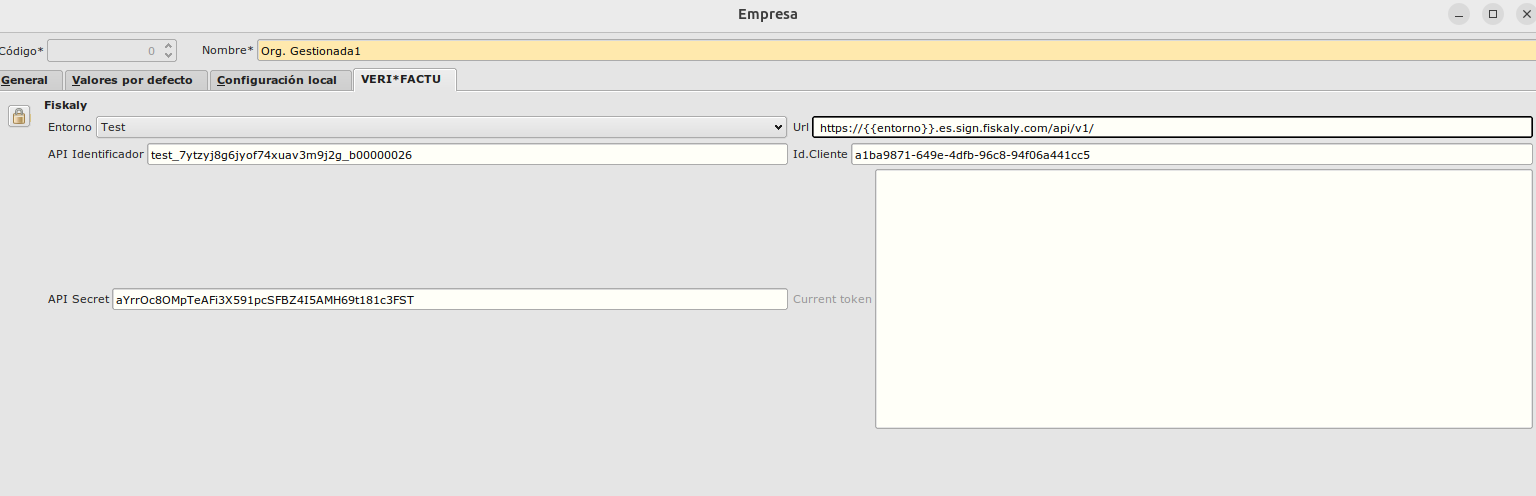 Empresa
Código* 0 Nombre* Org. Gestionada1
General Valores por defecto Configuración local VERI*FACTU
Fiskaly
Entorno Test Url https://{{entorno}}.es.sign.fiskaly.com/api/v1/
API Identificador test_7ytzyj8g6jyof74xuav3m9j2g_b00000026 Id.Cliente a1ba9871-649e-4dfb-96c8-94f06a441cc5
API Secret aYrrOc8OMpTeAFi3X591pcSFBZ4I5AMH69t181c3FST Current token